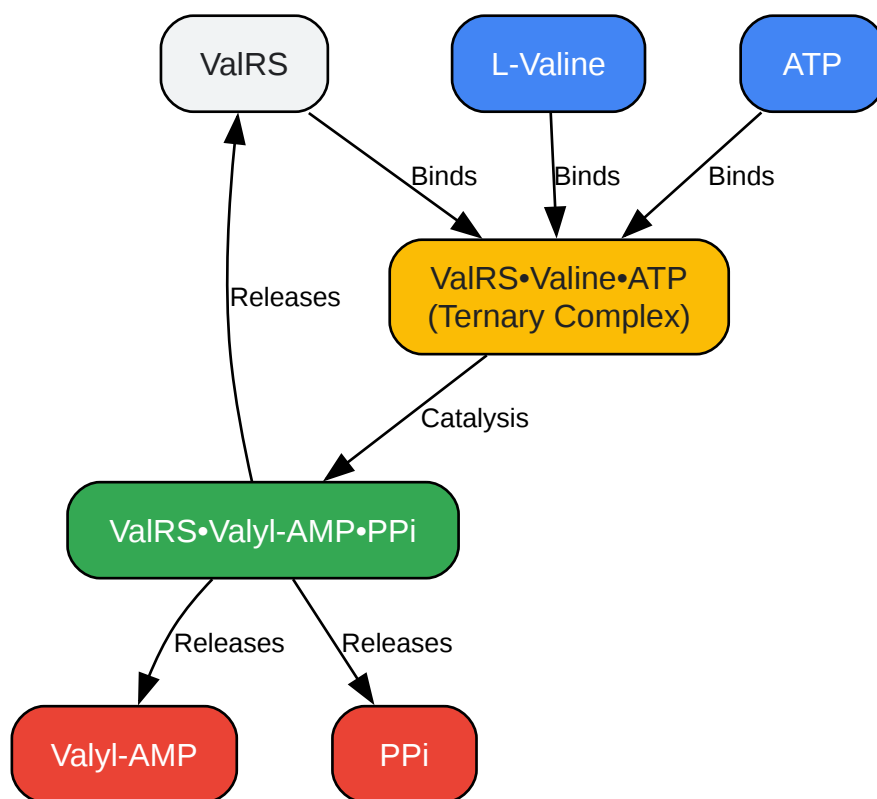 ValRS
L-Valine
ATP
Binds
Binds
Binds
ValRS•Valine•ATP
(Ternary Complex)
Releases
Catalysis
ValRS•Valyl-AMP•PPi
Releases
Releases
Valyl-AMP
PPi